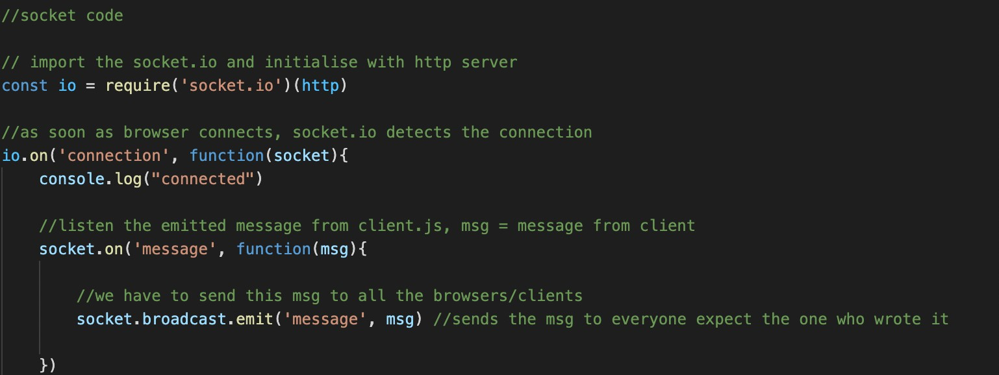 //socket code
// import the socket.io and initialise with http server
const io = require('socket.io')(http)
//as soon as browser connects, socket.io detects the connection
io.on('connection', function(socket){
    console.log("connected")
    //listen the emitted message from client.js, msg = message from client
    socket.on('message', function(msg){
        //we have to send this msg to all the browsers/clients
        socket.broadcast.emit('message', msg) //sends the msg to everyone expect the one who wrote it
    })